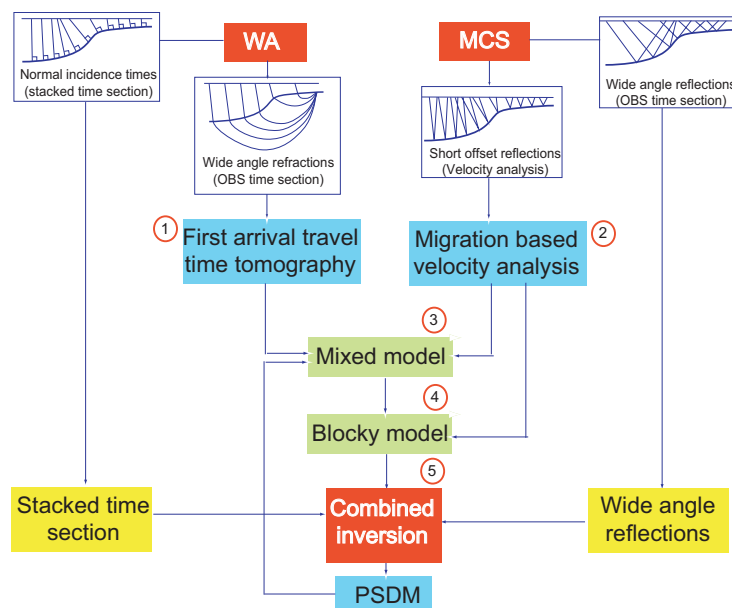 WA
MCS
Normal incidence times
(stacked time section)
Wide angle reflections
(OBS time section)
Wide angle refractions
(OBS time section)
Short offset reflections
(Velocity analysis)
1
First arrival travel
time tomography
2
Migration based
velocity analysis
3
Mixed model
4
Blocky model
5
Stacked time
section
Combined
inversion
Wide angle
reflections
PSDM